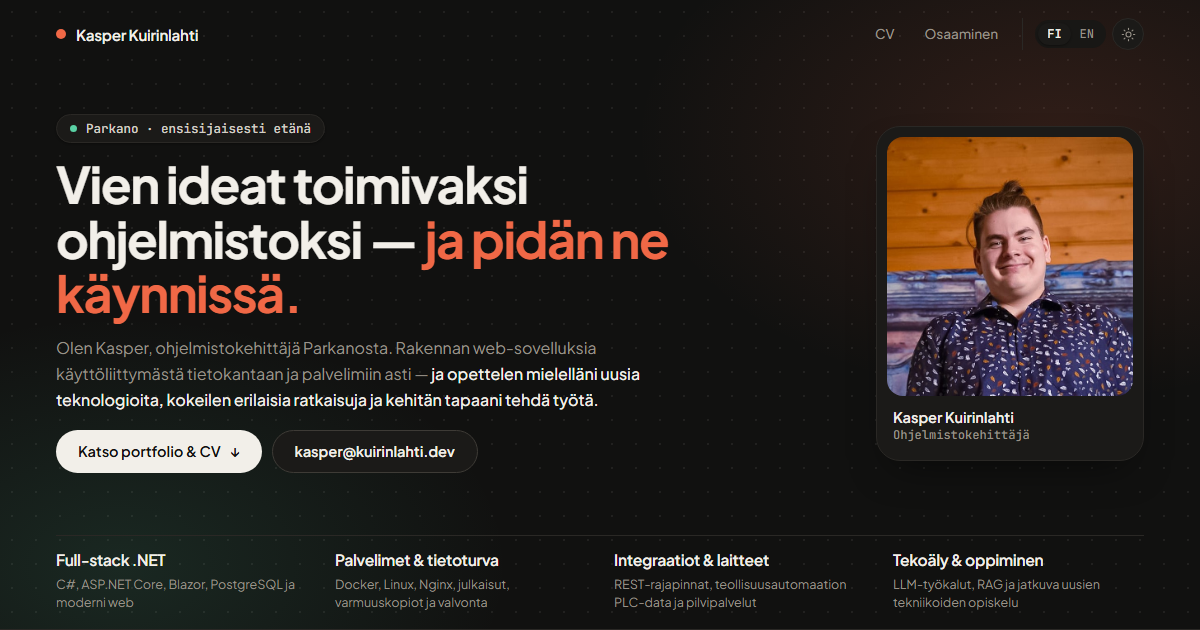 Kasper Kuirinlahti
CV
Osaaminen
FI
EN
Parkano · ensisijaisesti etänä
Vien ideat toimivaksi
ohjelmistoksi — ja pidän ne
käynnissä.
Olen Kasper, ohjelmistokehittäjä Parkanosta. Rakennan web-sovelluksia
käyttöliittymästä tietokantaan ja palvelimiin asti — ja opettelen mielelläni uusia
teknologioita, kokeilen erilaisia ratkaisuja ja kehitän tapaani tehdä työtä.
Katso portfolio & CV ↓
kasper@kuirinlahti.dev
Kasper Kuirinlahti
Ohjelmistokehittäjä
Full-stack .NET
C#, ASP.NET Core, Blazor, PostgreSQL ja
moderni web
Palvelimet & tietoturva
Docker, Linux, Nginx, julkaisut,
varmuuskopiot ja valvonta
Integraatiot & laitteet
REST-rajapinnat, teollisuusautomaation
PLC-data ja pilvipalvelut
Tekoäly & oppiminen
LLM-työkalut, RAG ja jatkuva uusien
tekniikoiden opiskelu